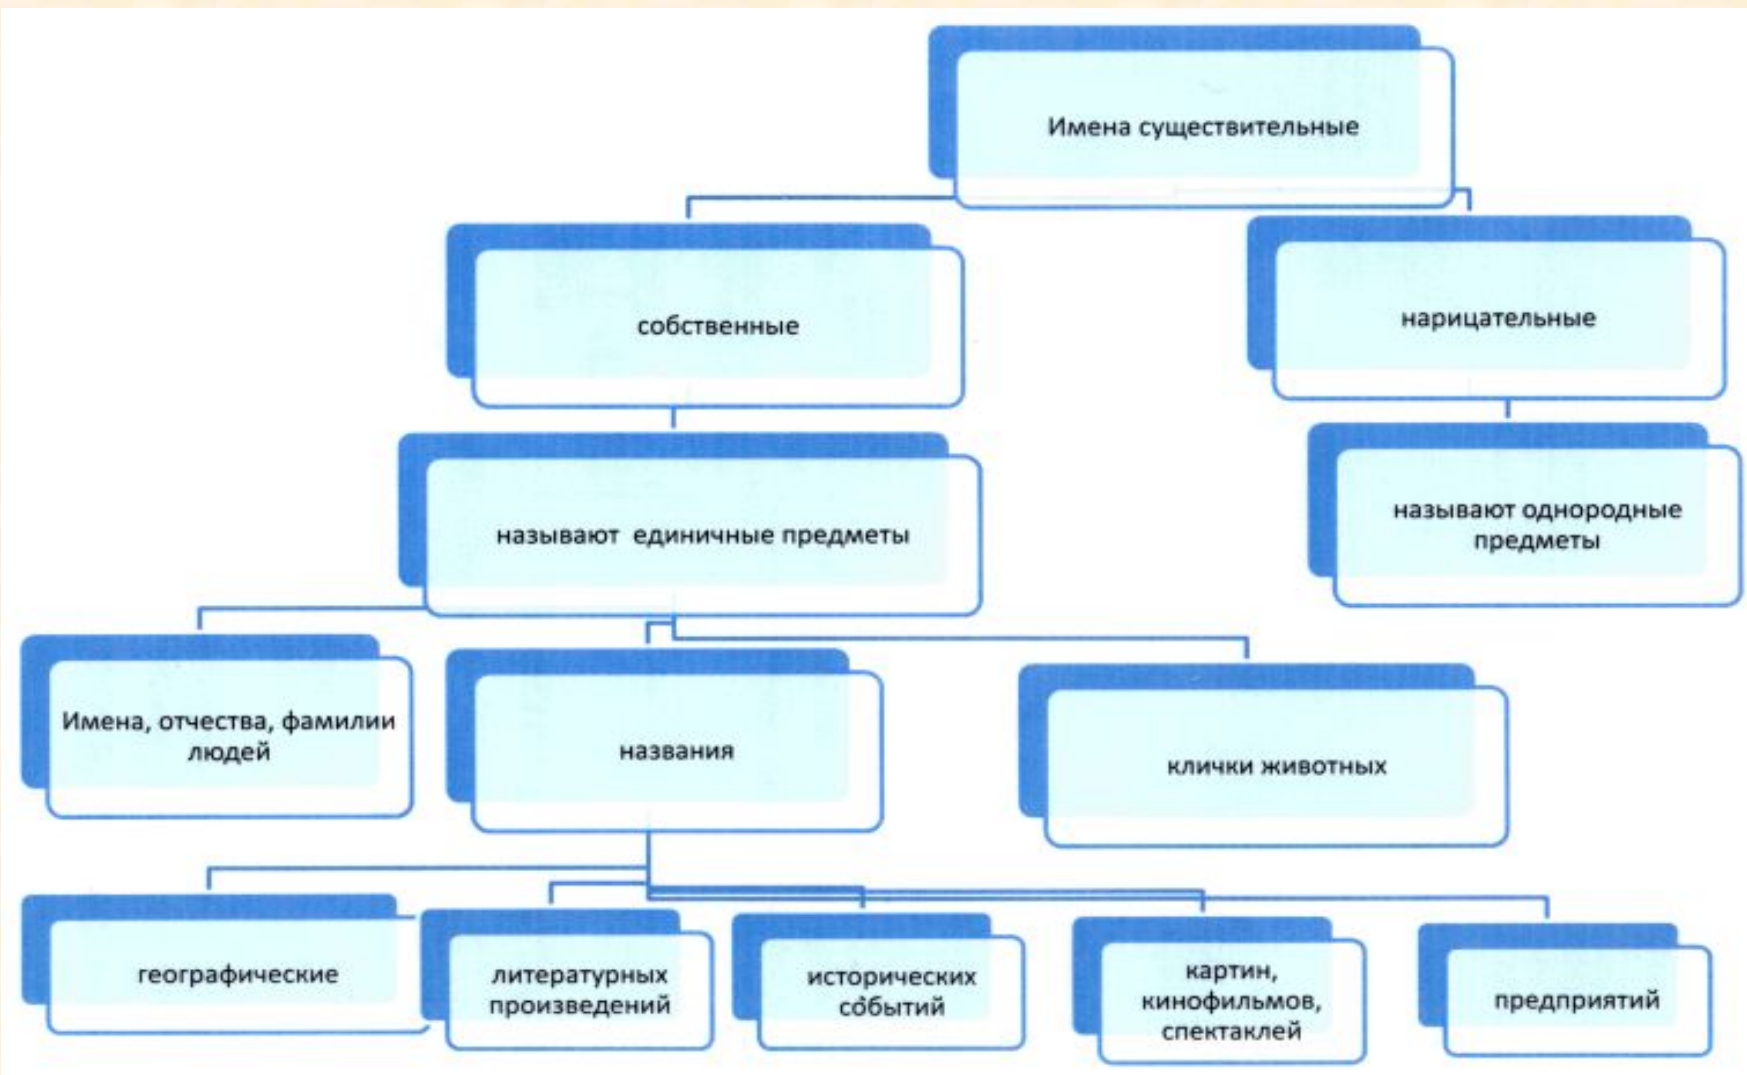 Имена существительные
собственные
нарицательные
называют единичные предметы
называют однородные
предметы
Имена, отчества, фамилии
людей
названия
клички животных
географические
литературных
произведений
исторических
событий
картин,
кинофильмов,
спектаклей
предприятий